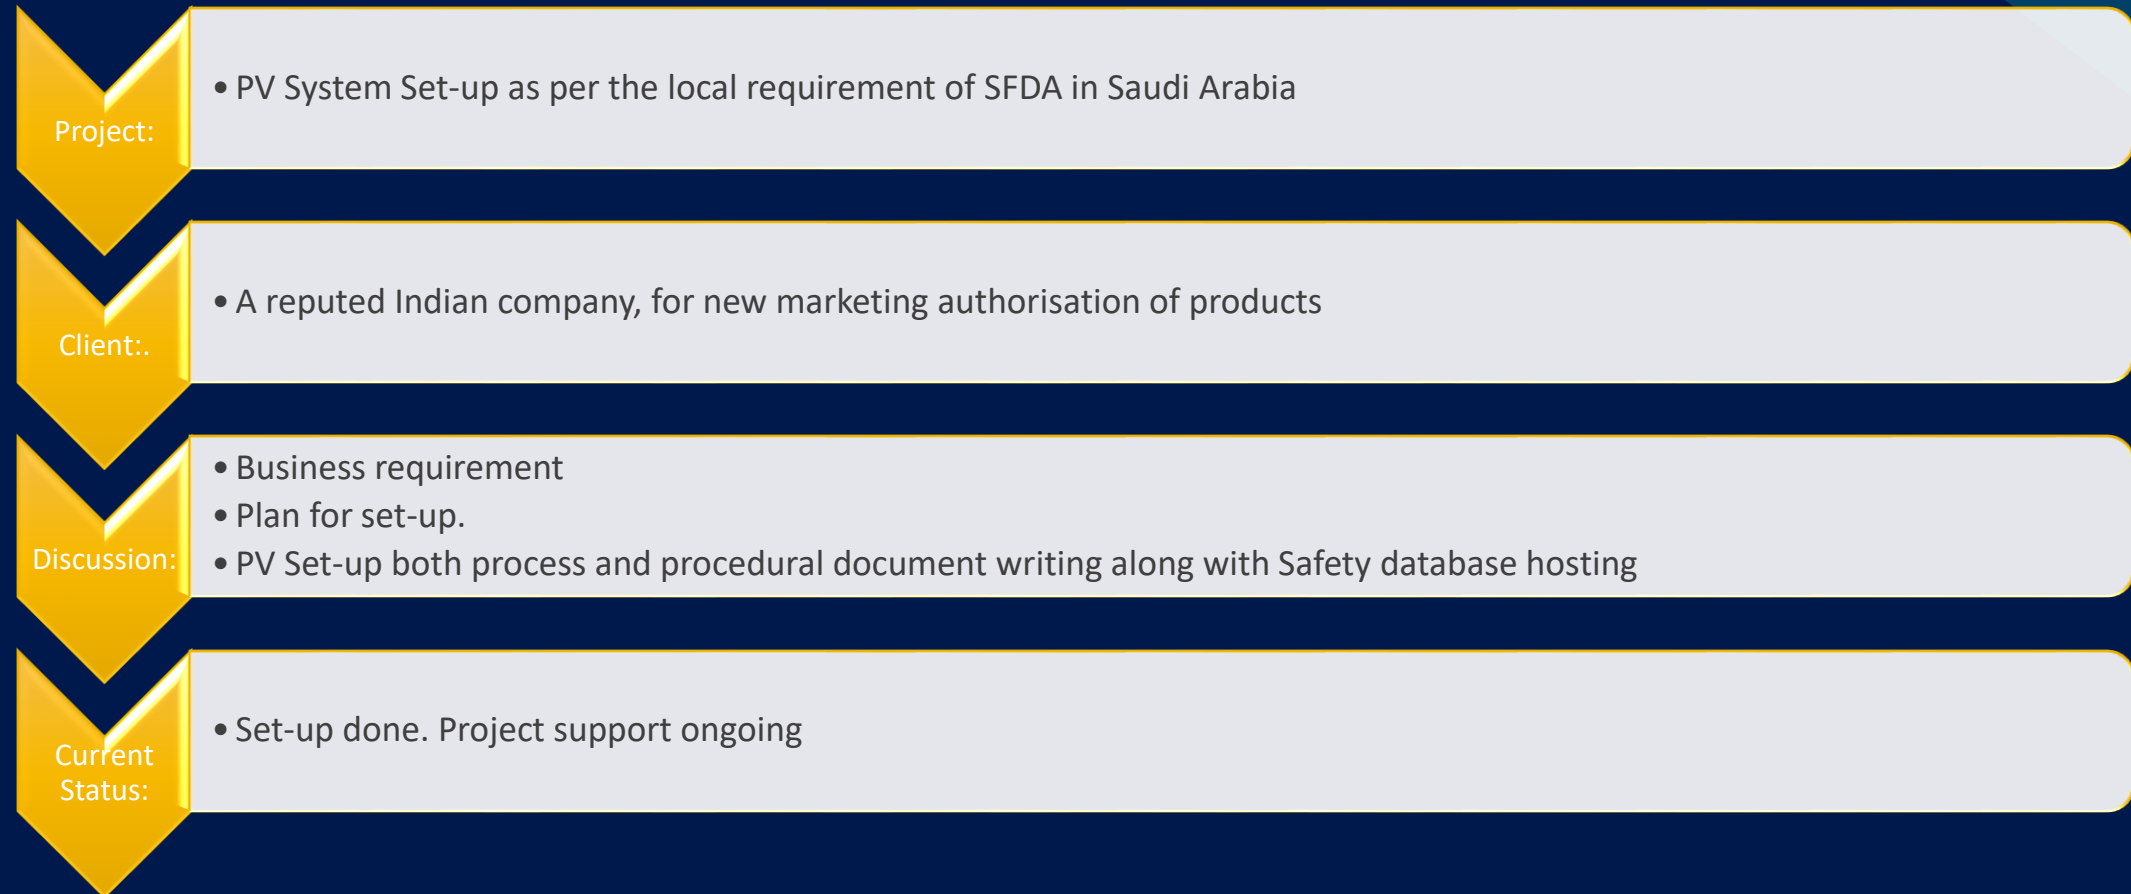 Project:
• PV System Set-up as per the local requirement of SFDA in Saudi Arabia
Client:.
• A reputed Indian company, for new marketing authorisation of products
Discussion:
• Business requirement
• Plan for set-up.
• PV Set-up both process and procedural document writing along with Safety database hosting
Current
Status:
• Set-up done. Project support ongoing